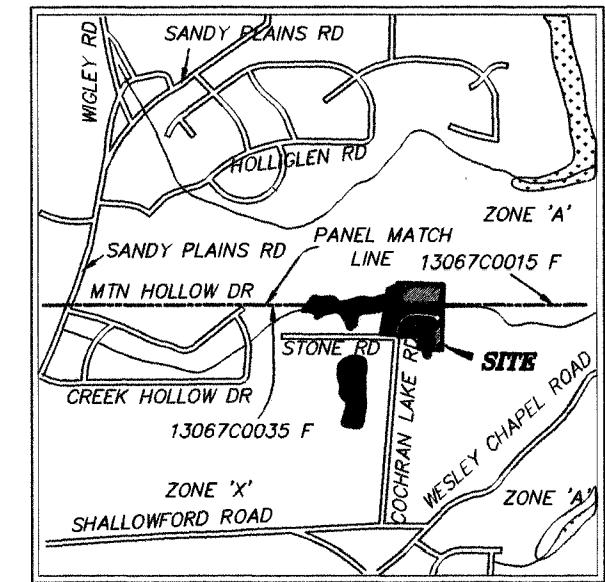 WIGLEY RD
SANDY PLAINS RD
HOLLIGLEN RD
ZONE 'A'
SANDY PLAINS RD
PANEL MATCH
LINE
13067C0015 F
MTN HOLLOW DR
STONE RD
SITE
CREEK HOLLOW DR
13067C0035 F
COCHRAN LAKE RD
WESLEY CHAPEL ROAD
ZONE 'X'
ZONE 'A'
SHALLOWFORD ROAD